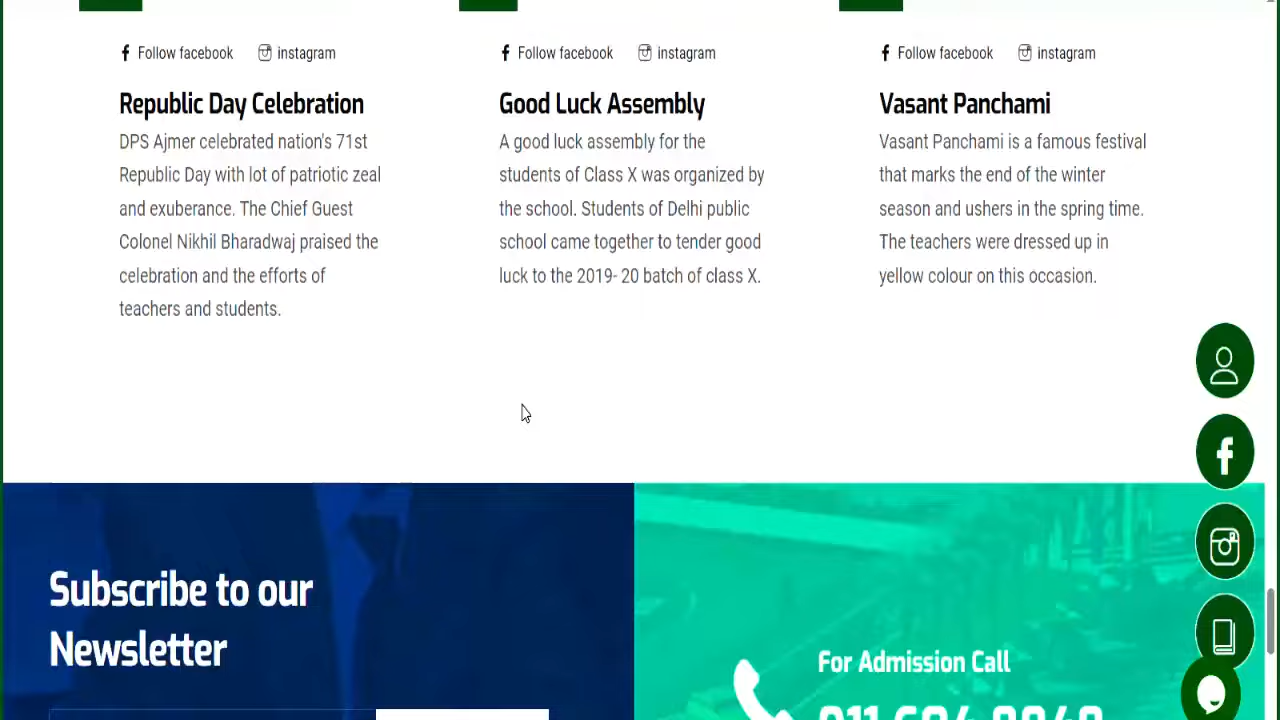 Follow facebook instagram
Republic Day Celebration
DPS Ajmer celebrated nation's 71st
Republic Day with lot of patriotic zeal
and exuberance. The Chief Guest
Colonel Nikhil Bharadwaj praised the
celebration and the efforts of
teachers and students.
Follow facebook instagram
Good Luck Assembly
A good luck assembly for the
students of Class X was organized by
the school. Students of Delhi public
school came together to tender good
luck to the 2019- 20 batch of class X.
Follow facebook instagram
Vasant Panchami
Vasant Panchami is a famous festival
that marks the end of the winter
season and ushers in the spring time.
The teachers were dressed up in
yellow colour on this occasion.
Subscribe to our
Newsletter
For Admission Call